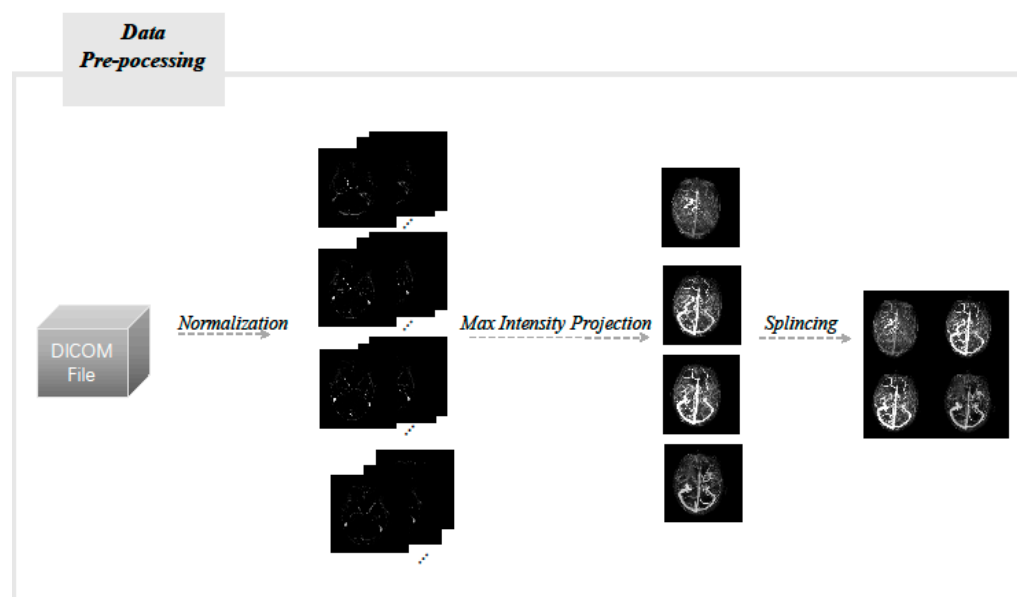 Data
Pre-pocessing
Normalization
Max Intensity Projection
Splincing
DICOM
File